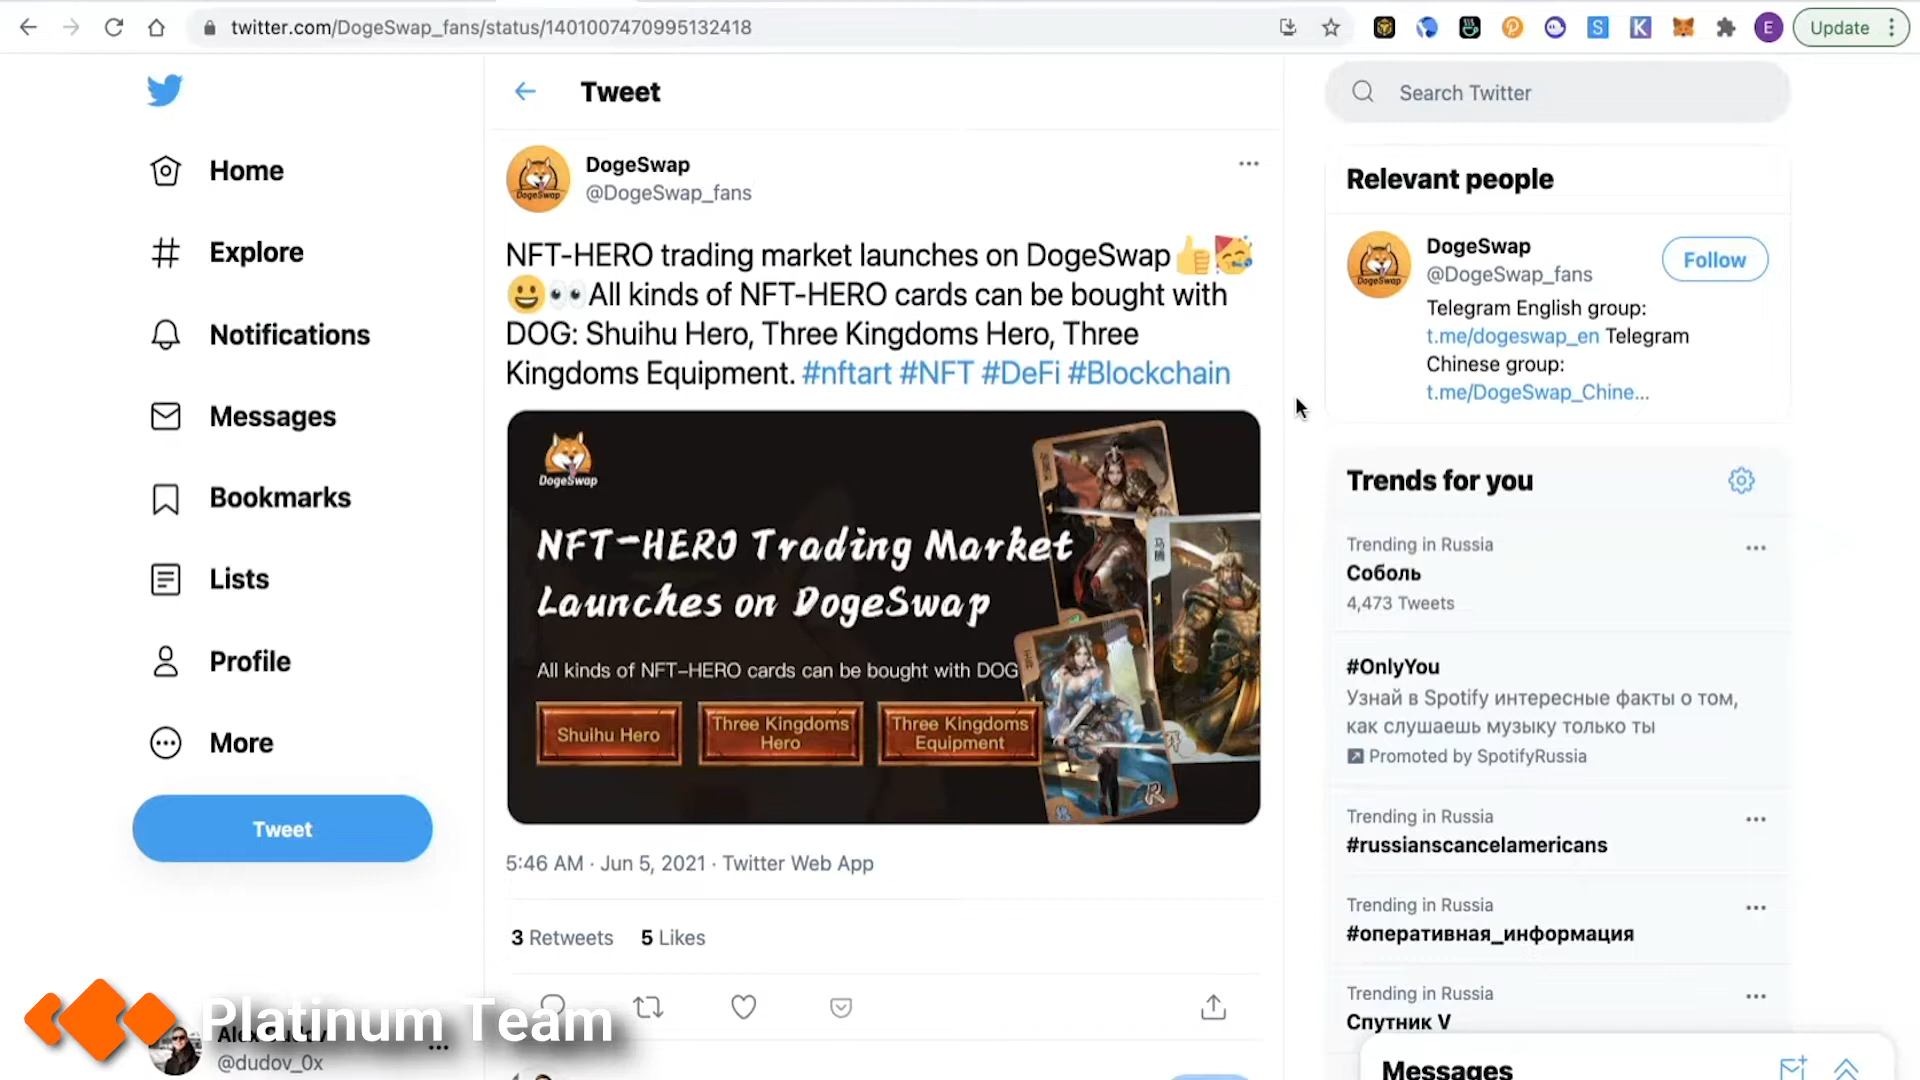 twitter.com/DogeSwap_fans/status/1401007470995132418
Update
Home
Explore
Notifications
Messages
Bookmarks
Lists
Profile
More
Tweet
@dudov_0x
Platinum Team
Tweet
DogeSwap
@DogeSwap_fans
NFT-HERO trading market launches on DogeSwap👍🥳
😀👀All kinds of NFT-HERO cards can be bought with
DOG: Shuihu Hero, Three Kingdoms Hero, Three
Kingdoms Equipment. #nftart #NFT #DeFi #Blockchain
DogeSwap
NFT-HERO Trading Market
Launches on DogeSwap
All kinds of NFT-HERO cards can be bought with DOG
Shuihu Hero
Three Kingdoms
Hero
Three Kingdoms
Equipment
5:46 AM · Jun 5, 2021 · Twitter Web App
3 Retweets 5 Likes
Search Twitter
Relevant people
DogeSwap
@DogeSwap_fans
Follow
Telegram English group:
t.me/dogeswap_en Telegram
Chinese group:
t.me/DogeSwap_Chine...
Trends for you
Trending in Russia
Соболь
4,473 Tweets
#OnlyYou
Узнай в Spotify интересные факты о том,
как слушаешь музыку только ты
Promoted by SpotifyRussia
Trending in Russia
#russianscancelamericans
Trending in Russia
#оперативная_информация
Trending in Russia
Спутник V
Messages